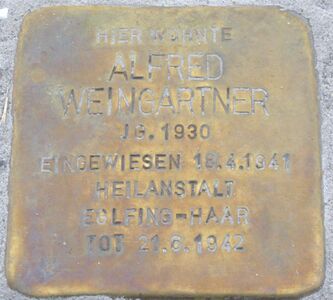 HIER WOHNTE
ALFRED
WEINGARTNER
JG. 1930
EINGEWIESEN 18.4.1941
HEILANSTALT
EGLFING-HAAR
TOT 21.6.1942